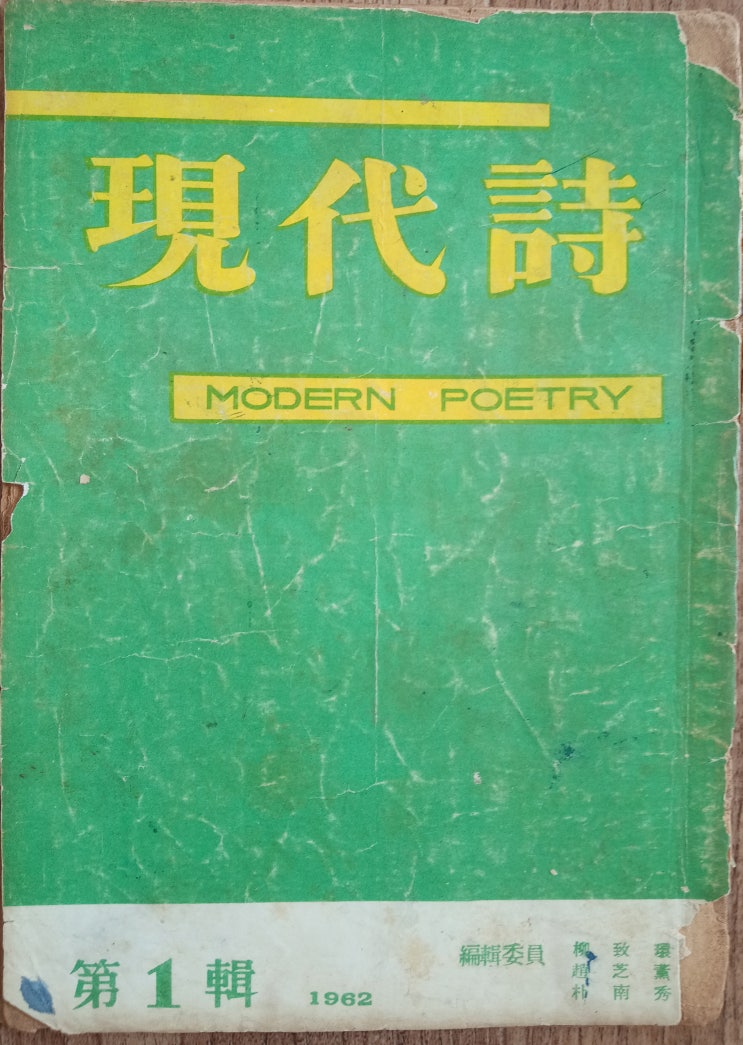 現代詩
MODERN POETRY
編輯委員 柳致環
趙芝薰
朴南秀
第1輯 1962